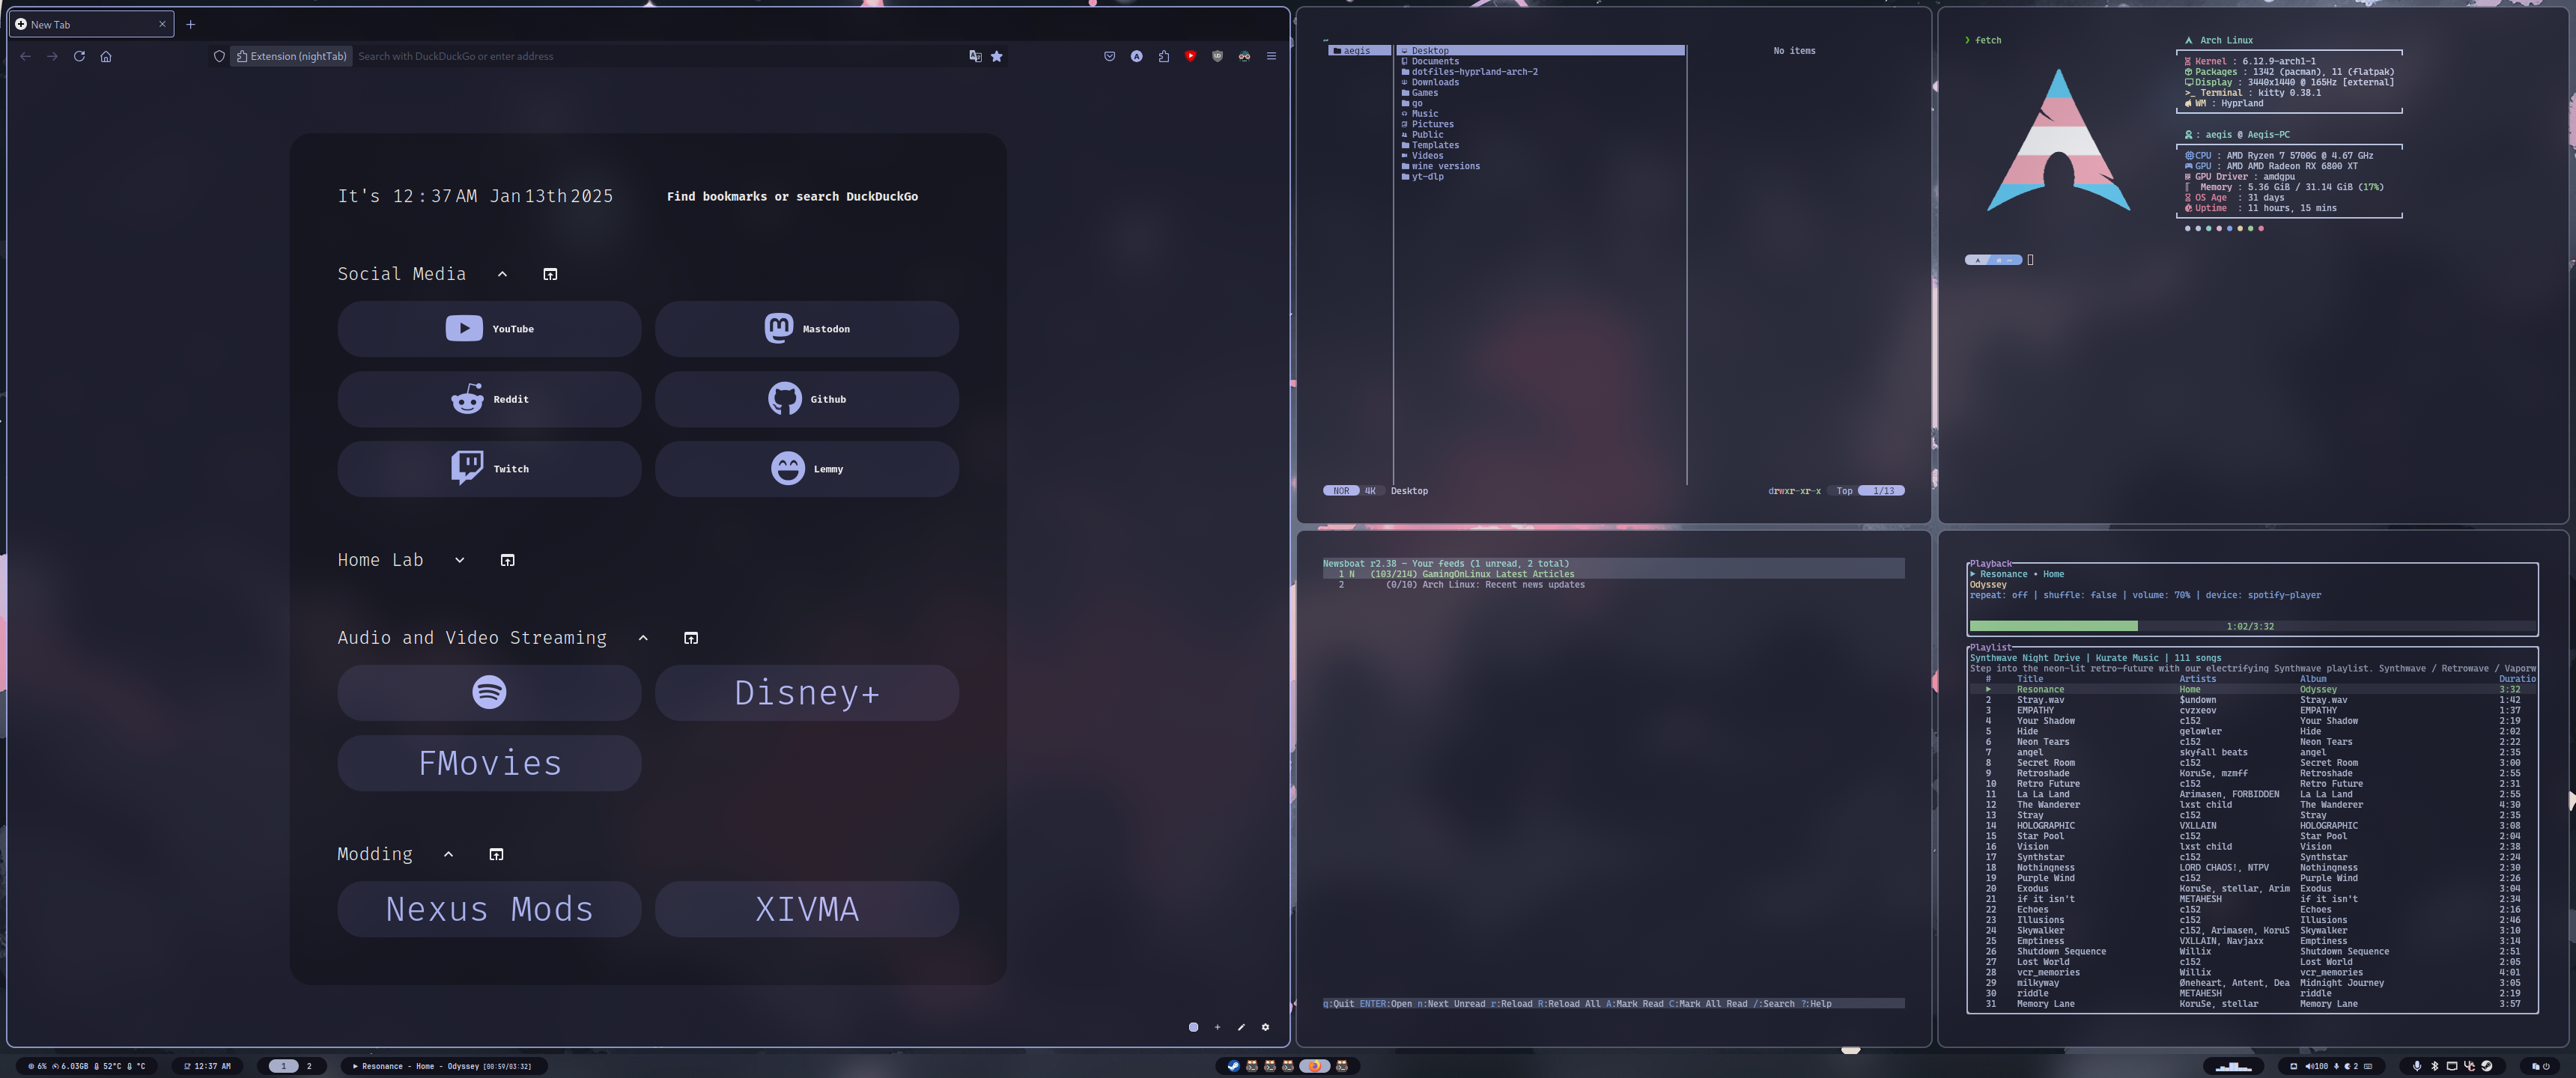 New Tab
Extension (nightTab)
Search with DuckDuckGo or enter address
It's 12:37 AM Jan 13th 2025
Find bookmarks or search DuckDuckGo
Social Media
YouTube
Mastodon
Reddit
Github
Twitch
Lemmy
Home Lab
Audio and Video Streaming
Disney+
FMovies
Modding
Nexus Mods
XIVMA
~
aegis
Desktop
Documents
dotfiles-hyprland-arch-2
Downloads
Games
go
Music
Pictures
Public
Templates
Videos
wine versions
yt-dlp
No items
NOR 4K Desktop
drwxr-xr-x Top 1/13
❯ fetch
Arch Linux
Kernel : 6.12.9-arch1-1
Packages : 1342 (pacman), 11 (flatpak)
Display : 3440x1440 @ 165Hz [external]
>_ Terminal : kitty 0.38.1
WM : Hyprland
: aegis @ Aegis-PC
CPU : AMD Ryzen 7 5700G @ 4.67 GHz
GPU : AMD AMD Radeon RX 6800 XT
GPU Driver : amdgpu
Memory : 5.36 GiB / 31.14 GiB (17%)
OS Age : 31 days
Uptime : 11 hours, 15 mins
Newsboat r2.38 - Your feeds (1 unread, 2 total)
1 N (103/214) GamingOnLinux Latest Articles
2 (0/10) Arch Linux: Recent news updates
q:Quit ENTER:Open n:Next Unread r:Reload R:Reload All A:Mark Read C:Mark All Read /:Search ?:Help
Playback
▶ Resonance • Home
Odyssey
repeat: off | shuffle: false | volume: 70% | device: spotify-player
1:02/3:32
Playlist
Synthwave Night Drive | Kurate Music | 111 songs
Step into the neon-lit retro-future with our electrifying Synthwave playlist. Synthwave / Retrowave / Vaporw
# Title Artists Album Duratio
▶ Resonance Home Odyssey 3:32
2 Stray.wav $undown Stray.wav 1:42
3 EMPATHY cvzxeov EMPATHY 1:37
4 Your Shadow c152 Your Shadow 2:19
5 Hide gelowler Hide 2:02
6 Neon Tears c152 Neon Tears 2:22
7 angel skyfall beats angel 2:35
8 Secret Room c152 Secret Room 3:00
9 Retroshade KoruSe, mzmff Retroshade 2:55
10 Retro Future c152 Retro Future 2:31
11 La La Land Arimasen, FORBIDDEN La La Land 2:55
12 The Wanderer lxst child The Wanderer 4:30
13 Stray c152 Stray 2:35
14 HOLOGRAPHIC VXLLAIN HOLOGRAPHIC 3:08
15 Star Pool c152 Star Pool 2:04
16 Vision lxst child Vision 2:38
17 Synthstar c152 Synthstar 2:24
18 Nothingness LORD CHAOS!, NTPV Nothingness 2:30
19 Purple Wind c152 Purple Wind 2:26
20 Exodus KoruSe, stellar, Arim Exodus 3:04
21 if it isn't METAHESH if it isn't 2:34
22 Echoes c152 Echoes 2:16
23 Illusions c152 Illusions 2:46
24 Skywalker c152, Arimasen, KoruS Skywalker 3:10
25 Emptiness VXLLAIN, Navjaxx Emptiness 3:14
26 Shutdown Sequence Willix Shutdown Sequence 2:51
27 Lost World c152 Lost World 2:05
28 vcr_memories Willix vcr_memories 4:01
29 milkyway Øneheart, Antent, Dea Midnight Journey 3:05
30 riddle METAHESH riddle 2:19
31 Memory Lane KoruSe, stellar Memory Lane 3:57
6% 6.03GB 52°C °C
12:37 AM
1 2
▶ Resonance - Home - Odyssey [00:59/03:32]
100 2